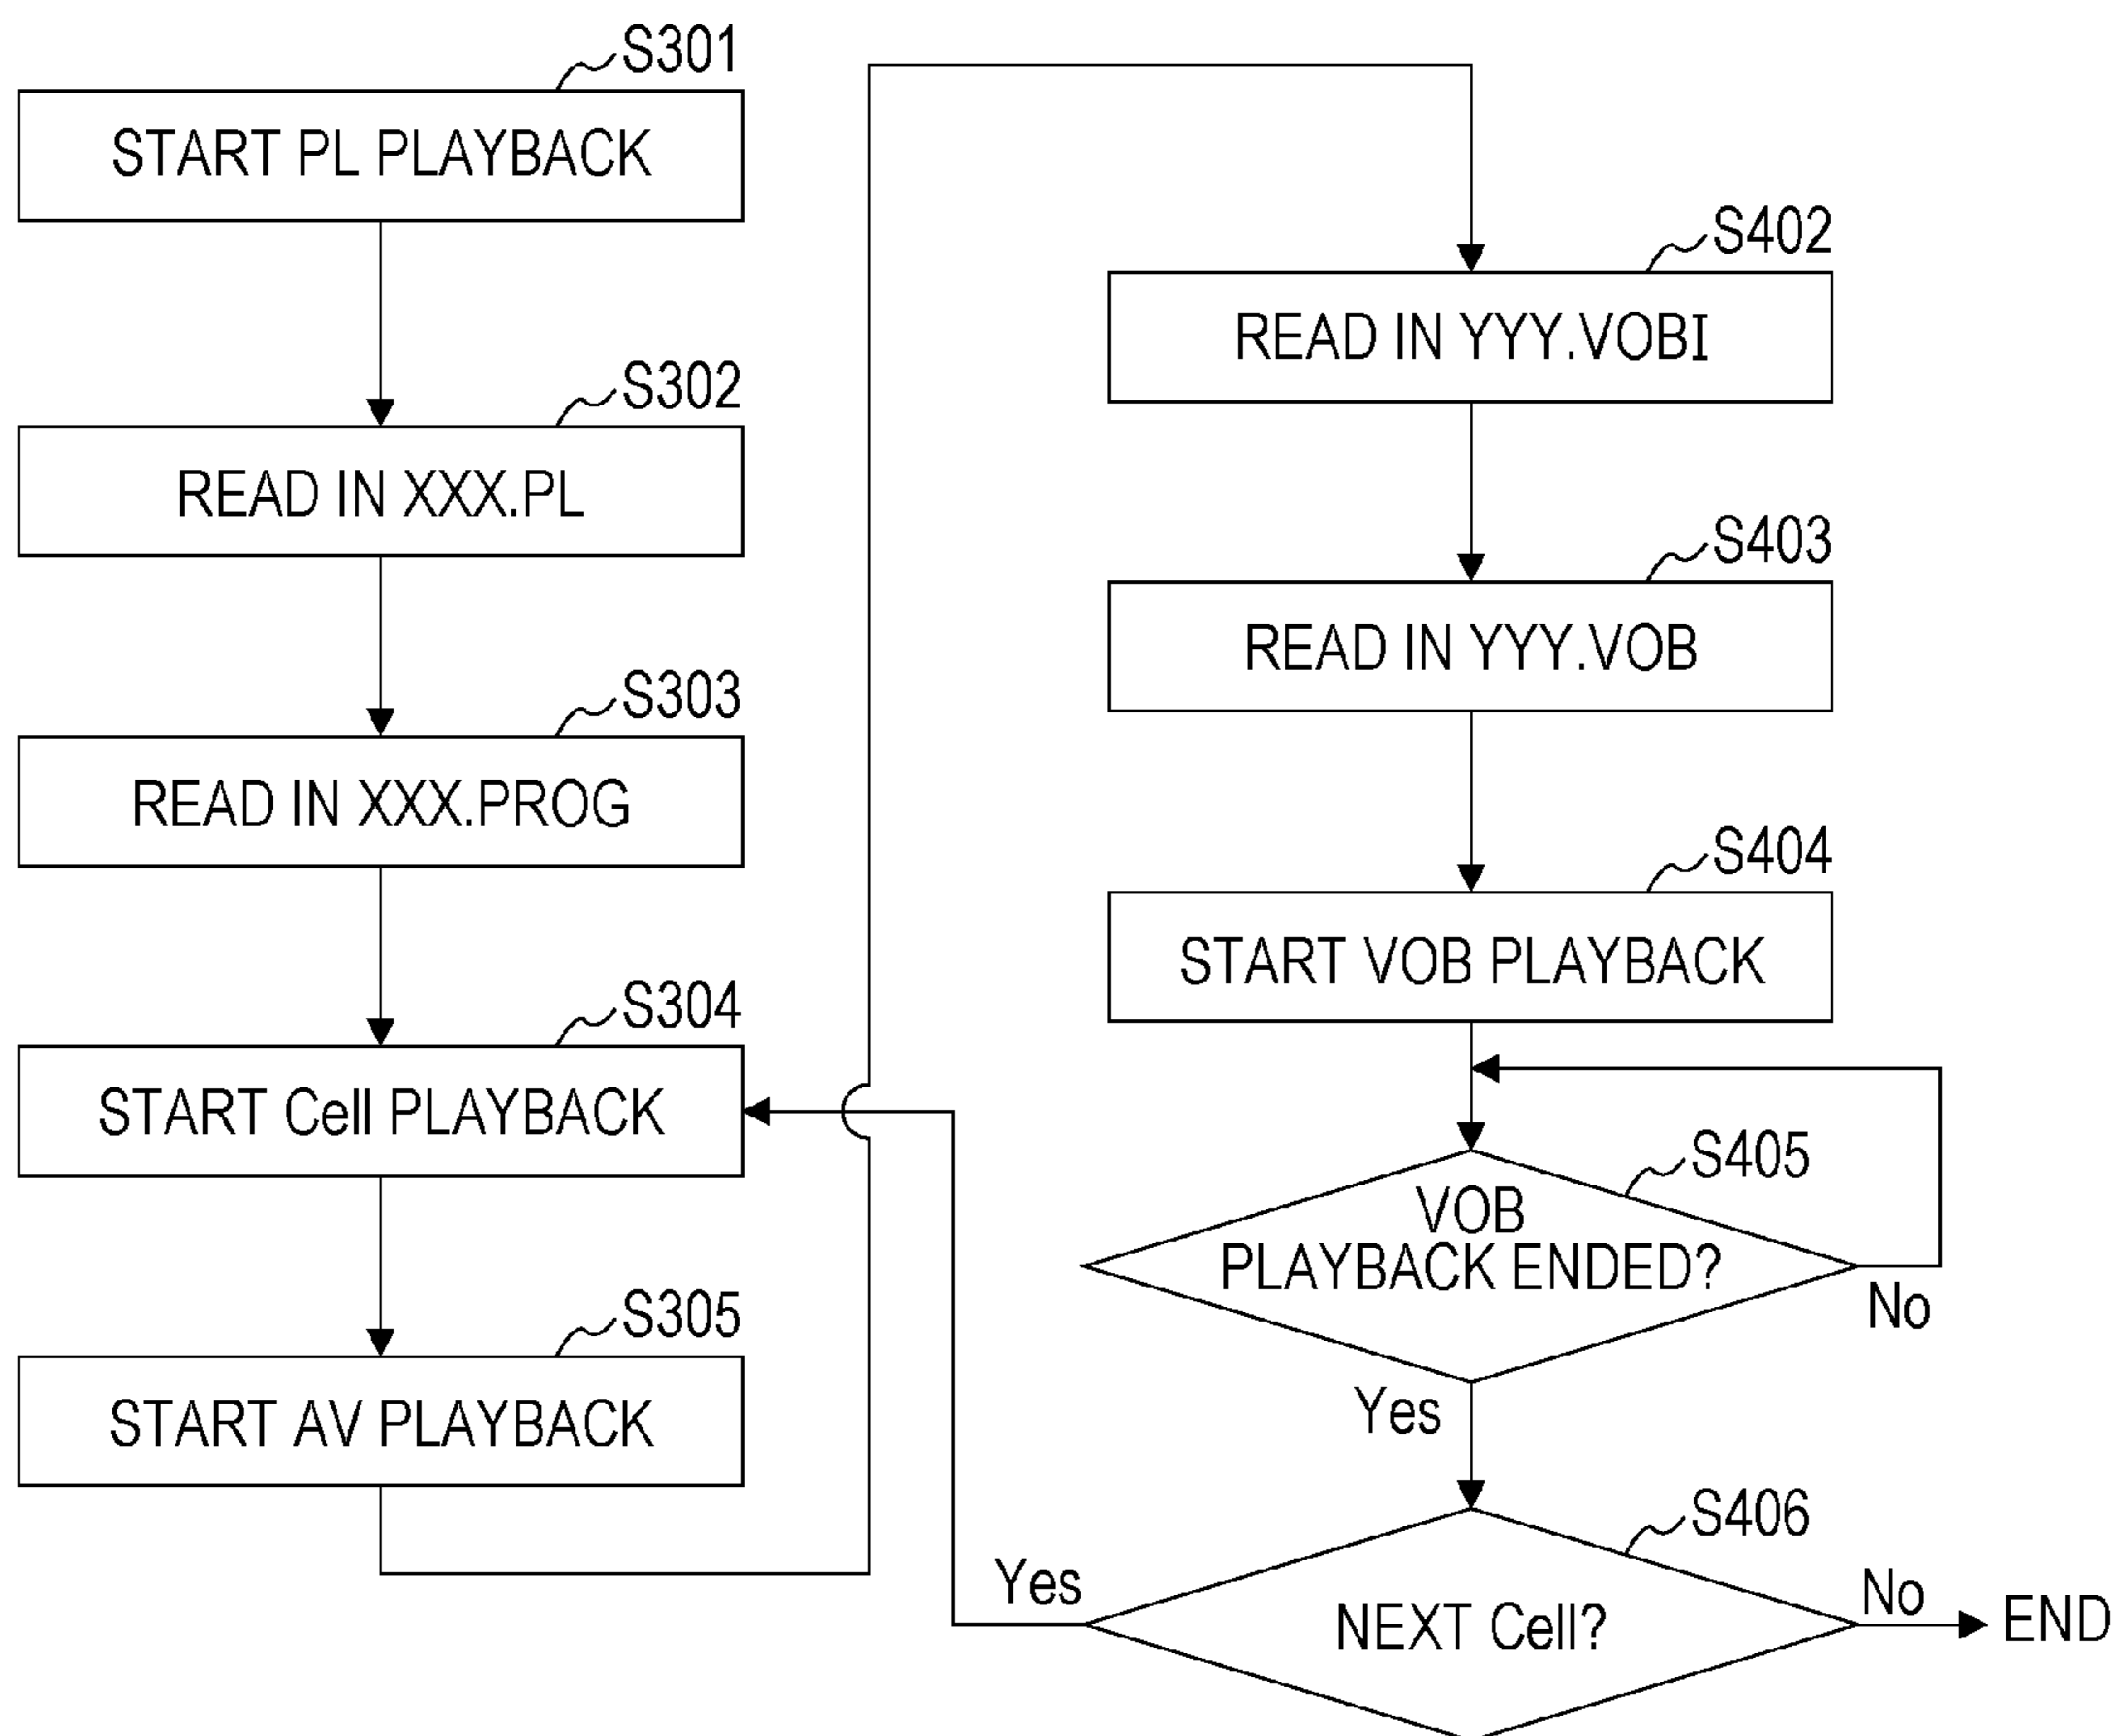 S301
START PL PLAYBACK
S302
READ IN XXX.PL
S303
READ IN XXX.PROG
S304
START Cell PLAYBACK
S305
START AV PLAYBACK
S402
READ IN YYY.VOBI
S403
READ IN YYY.VOB
S404
START VOB PLAYBACK
S405
VOB
PLAYBACK ENDED?
No
Yes
S406
Yes
NEXT Cell?
No
END